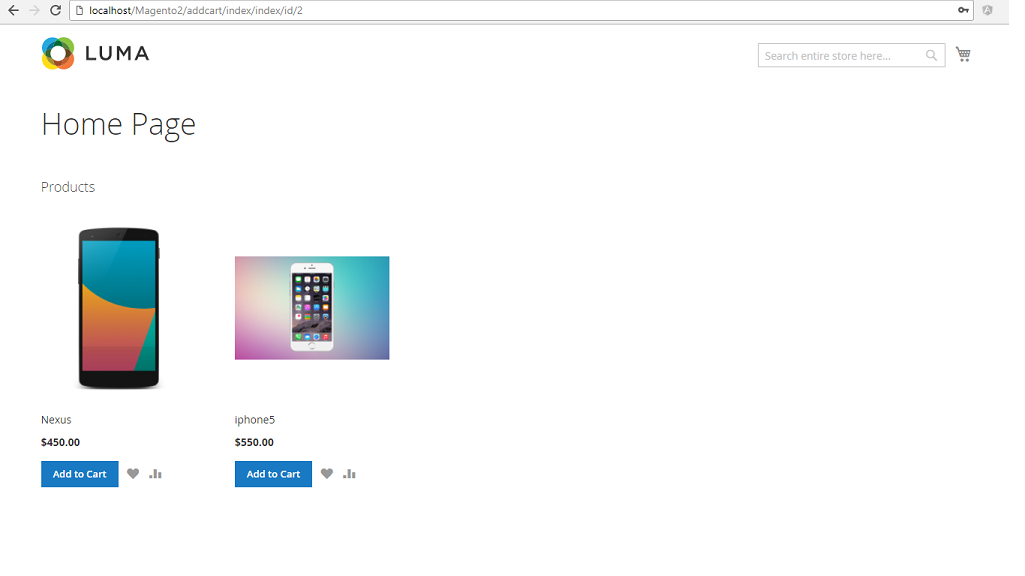 localhost/Magento2/addcart/index/index/id/2
LUMA
Search entire store here...
Home Page
Products
Nexus
iphone5
$450.00
$550.00
Add to Cart
Add to Cart